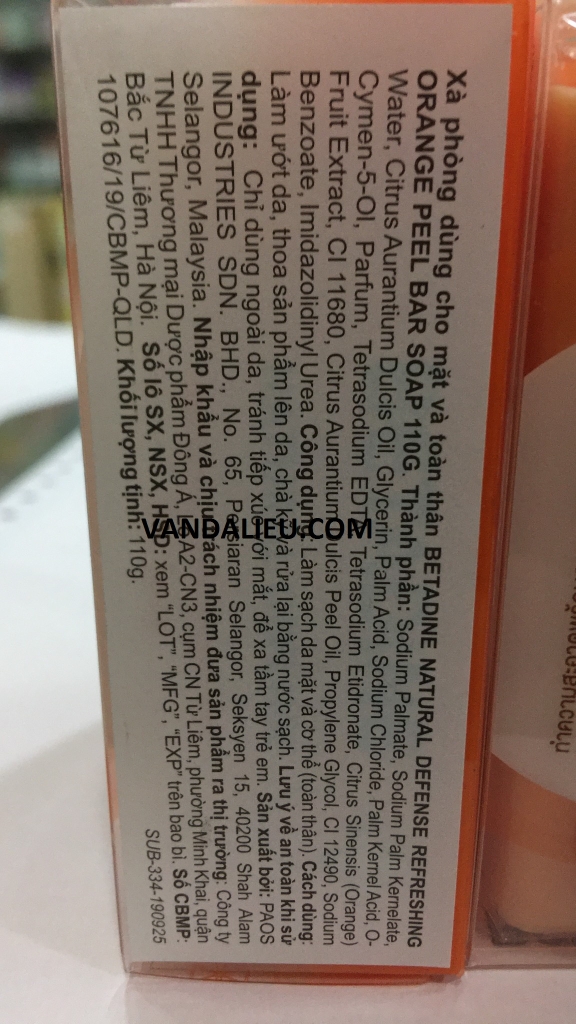 Xà phòng dùng cho mặt và toàn thân BETADINE NATURAL DEFENSE REFRESHING
ORANGE PEEL BAR SOAP 110G. Thành phần: Sodium Palmate, Sodium Palm Kernelate,
Water, Citrus Aurantium Dulcis Oil, Glycerin, Palm Acid, Sodium Chloride, Palm Kernel Acid, O-
Cymen-5-Ol, Parfum, Tetrasodium EDTA, Tetrasodium Etidronate, Citrus Sinensis (Orange)
Fruit Extract, CI 11680, Citrus Aurantium Dulcis Peel Oil, Propylene Glycol, CI 12490, Sodium
Benzoate, Imidazolidinyl Urea. Công dụng: Làm sạch da mặt và cơ thể (toàn thân). Cách dùng:
Làm ướt da, thoa sản phẩm lên da, chà kỹ và rửa lại bằng nước sạch. Lưu ý về an toàn khi sử
dụng: Chỉ dùng ngoài da, tránh tiếp xúc với mắt, để xa tầm tay trẻ em. Sản xuất bởi: PAOS
INDUSTRIES SDN. BHD., No. 65, Persiaran Selangor, Seksyen 15, 40200 Shah Alam
Selangor, Malaysia. Nhập khẩu và chịu trách nhiệm đưa sản phẩm ra thị trường: Công ty
TNHH Thương mại Dược phẩm Đông Á, A2-CN3, cụm CN Từ Liêm, phường Minh Khai, quận
Bắc Từ Liêm, Hà Nội. Số lô SX, NSX, HSD: xem "LOT", "MFG", "EXP" trên bao bì. Số CBMP:
107616/19/CBMP-QLD. Khối lượng tịnh: 110g.
SUB-334-190925
VANDALIEU.COM